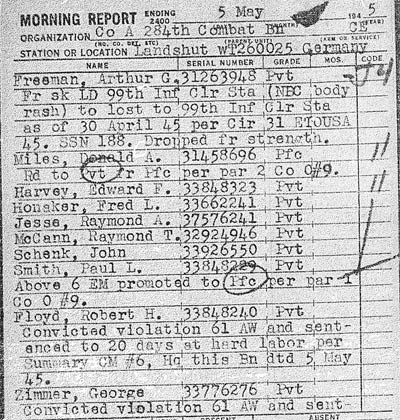 MORNING REPORT ENDING 2400 5 May 1945
ORGANIZATION Co A 284th Combat Bn CE
STATION OR LOCATION Landshut wT260025 Germany
NAME SERIAL NUMBER GRADE MOS. CODE
Freeman, Arthur G. 31263948 Pvt
Fr sk LD 99th Inf Clr Sta (NBC body
rash) to lost to 99th Inf Clr Sta
as of 30 April 45 per Cir 31 ETOUSA
45. SSN 188. Dropped fr strength.
Miles, Donald A. 31458696 Pfc
Rd to Pvt fr Pfc per par 2 Co O#9.
Harvey, Edward F. 33848323 Pvt
Honaker, Fred L. 33662241 Pvt
Jesse, Raymond A. 37576241 Pvt
McCann, Raymond T. 32924946 Pvt
Schenk, John 33926550 Pvt
Smith, Paul L. 33848229 Pvt
Above 6 EM promoted to Pfc per par 1
Co O #9.
Floyd, Robert H. 33848240 Pvt
Convicted violation 61 AW and sent-
enced to 20 days at hard labor per
Summary CM #6, Hq this Bn dtd 5 May
45.
Zimmer, George 33776276 Pvt
Convicted violation 61 AW and sent-
PRESENT ABSENT